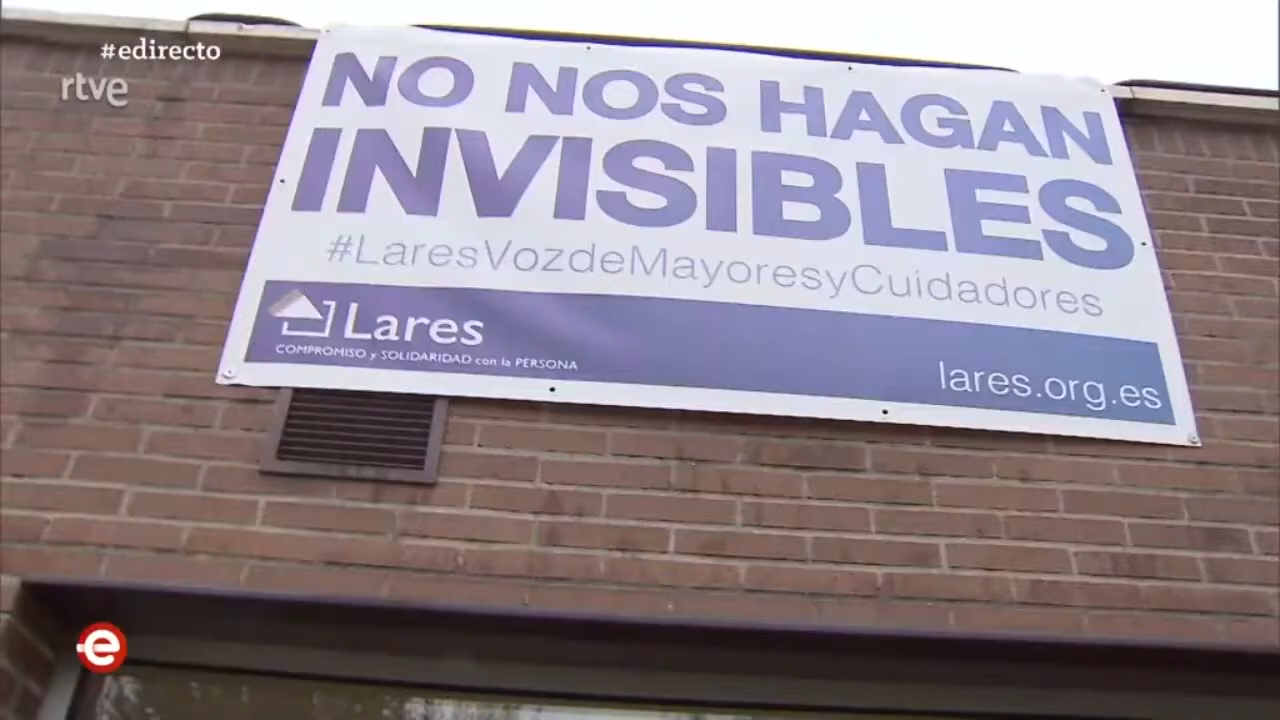 #edirecto
rtve
NO NOS HAGAN
INVISIBLES
#LaresVozdeMayoresyCuidadores
Lares
COMPROMISO y SOLIDARIDAD con la PERSONA
lares.org.es
e